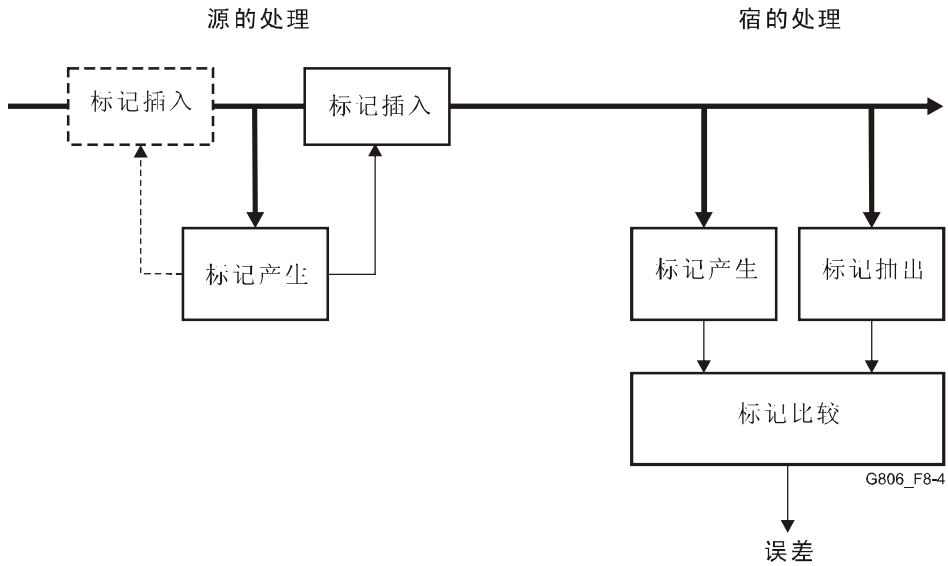 源的处理
宿的处理
标记插入
标记插入
标记产生
标记产生
标记抽出
标记比较
G806_F8-4
误差